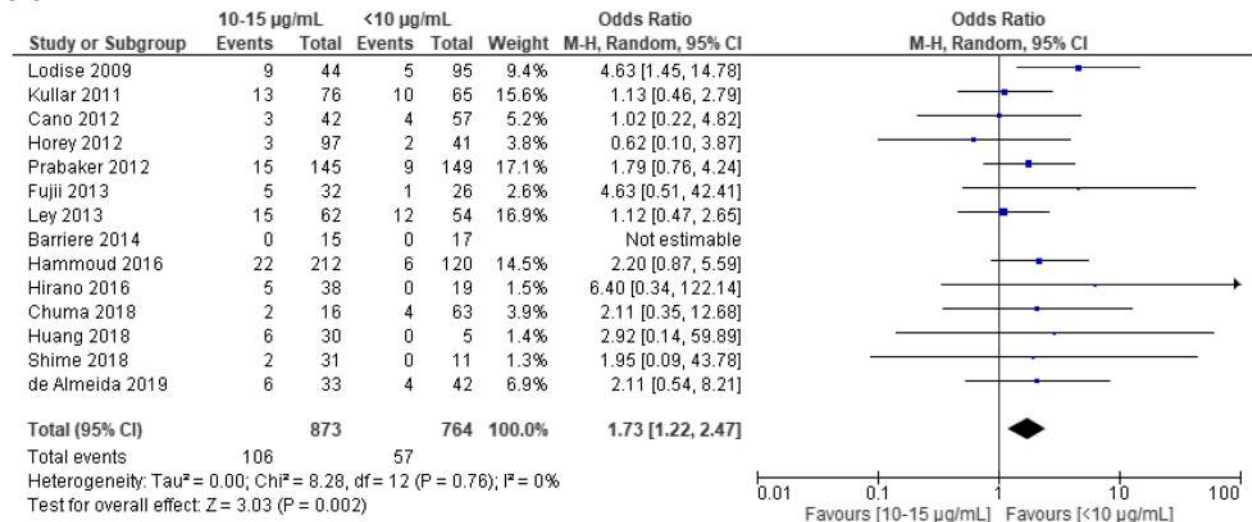 10-15 µg/mL <10 µg/mL Odds Ratio Odds Ratio
Study or Subgroup Events Total Events Total Weight M-H, Random, 95% CI M-H, Random, 95% CI
Lodise 2009 9 44 5 95 9.4% 4.63 [1.45, 14.78]
Kullar 2011 13 76 10 65 15.6% 1.13 [0.46, 2.79]
Cano 2012 3 42 4 57 5.2% 1.02 [0.22, 4.82]
Horey 2012 3 97 2 41 3.8% 0.62 [0.10, 3.87]
Prabaker 2012 15 145 9 149 17.1% 1.79 [0.76, 4.24]
Fujii 2013 5 32 1 26 2.6% 4.63 [0.51, 42.41]
Ley 2013 15 62 12 54 16.9% 1.12 [0.47, 2.65]
Barriere 2014 0 15 0 17 Not estimable
Hammoud 2016 22 212 6 120 14.5% 2.20 [0.87, 5.59]
Hirano 2016 5 38 0 19 1.5% 6.40 [0.34, 122.14]
Chuma 2018 2 16 4 63 3.9% 2.11 [0.35, 12.68]
Huang 2018 6 30 0 5 1.4% 2.92 [0.14, 59.89]
Shime 2018 2 31 0 11 1.3% 1.95 [0.09, 43.78]
de Almeida 2019 6 33 4 42 6.9% 2.11 [0.54, 8.21]
Total (95% CI) 873 764 100.0% 1.73 [1.22, 2.47]
Total events 106 57
Heterogeneity: Tau² = 0.00; Chi² = 8.28, df = 12 (P = 0.76); I² = 0%
Test for overall effect: Z = 3.03 (P = 0.002)
0.01 0.1 1 10 100
Favours [10-15 µg/mL] Favours [<10 µg/mL]